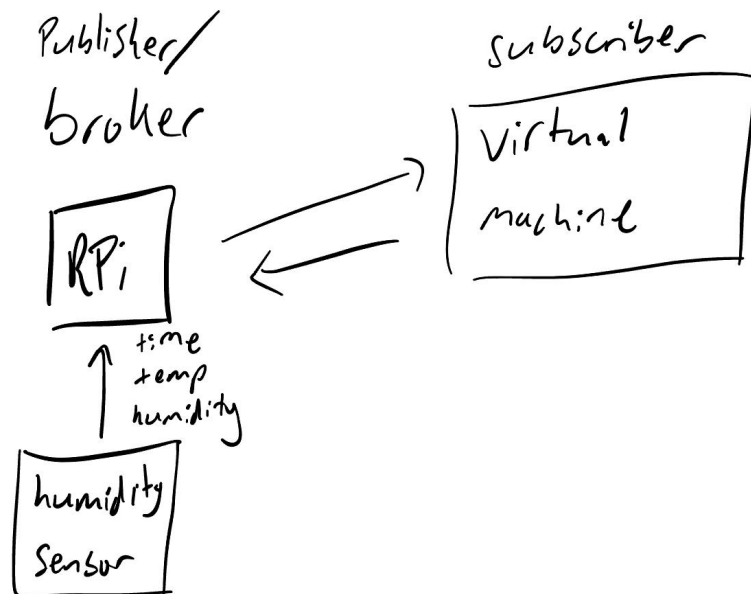 Publisher/
broker
subscriber
virtual
machine
RPi
time
temp
humidity
humidity
sensor